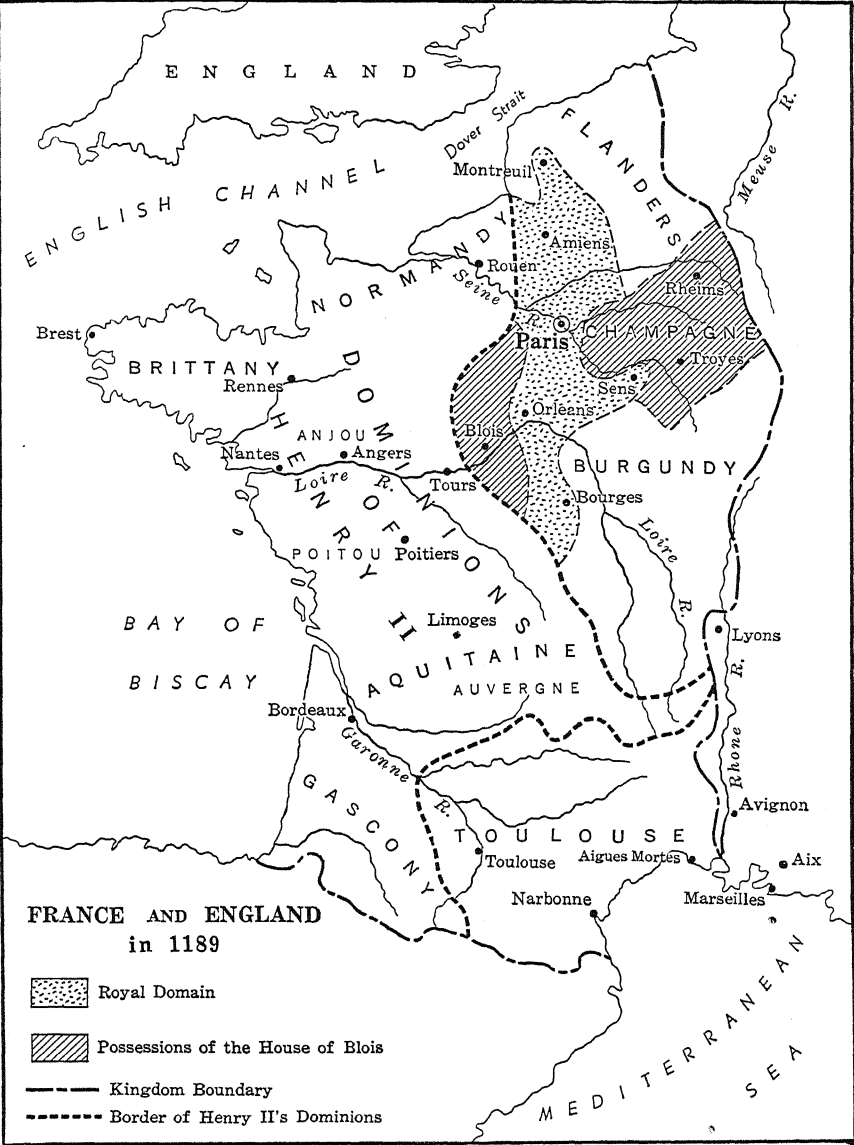 ENGLAND
Dover Strait
FLANDERS
Meuse R.
Montreuil
ENGLISH CHANNEL
Amiens
NORMANDY
Rouen
Seine R.
Rheims
Brest
Paris
CHAMPAGNE
BRITTANY
Rennes
Troyes
Sens
Orleans
DOMINIONS
OF
HENRY II
ANJOU
Blois
Nantes
Angers
Loire R.
Tours
BURGUNDY
Bourges
Loire R.
POITOU
Poitiers
BAY OF
BISCAY
Limoges
Lyons
AQUITAINE
AUVERGNE
Bordeaux
Garonne R.
Rhone R.
GASCONY
Avignon
TOULOUSE
Toulouse
Aigues Mortes
Aix
Narbonne
Marseilles
MEDITERRANEAN
SEA
FRANCE AND ENGLAND
in 1189
Royal Domain
Possessions of the House of Blois
Kingdom Boundary
Border of Henry II's Dominions